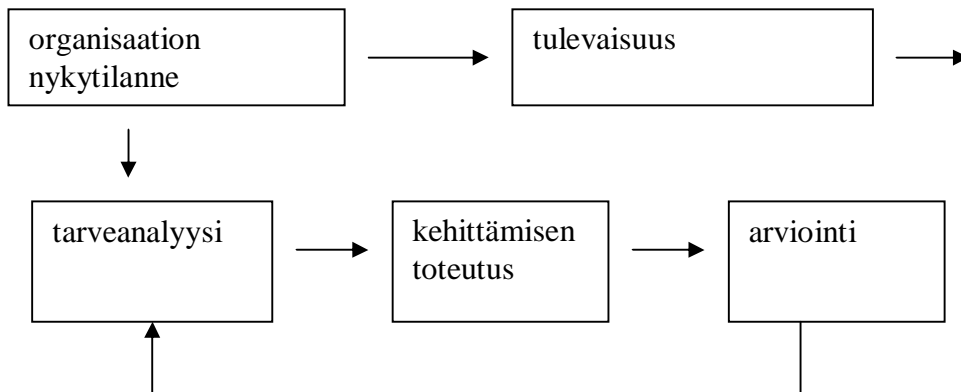 organisaation
nykytilanne
tulevaisuus
tarveanalyysi
kehittämisen
toteutus
arviointi